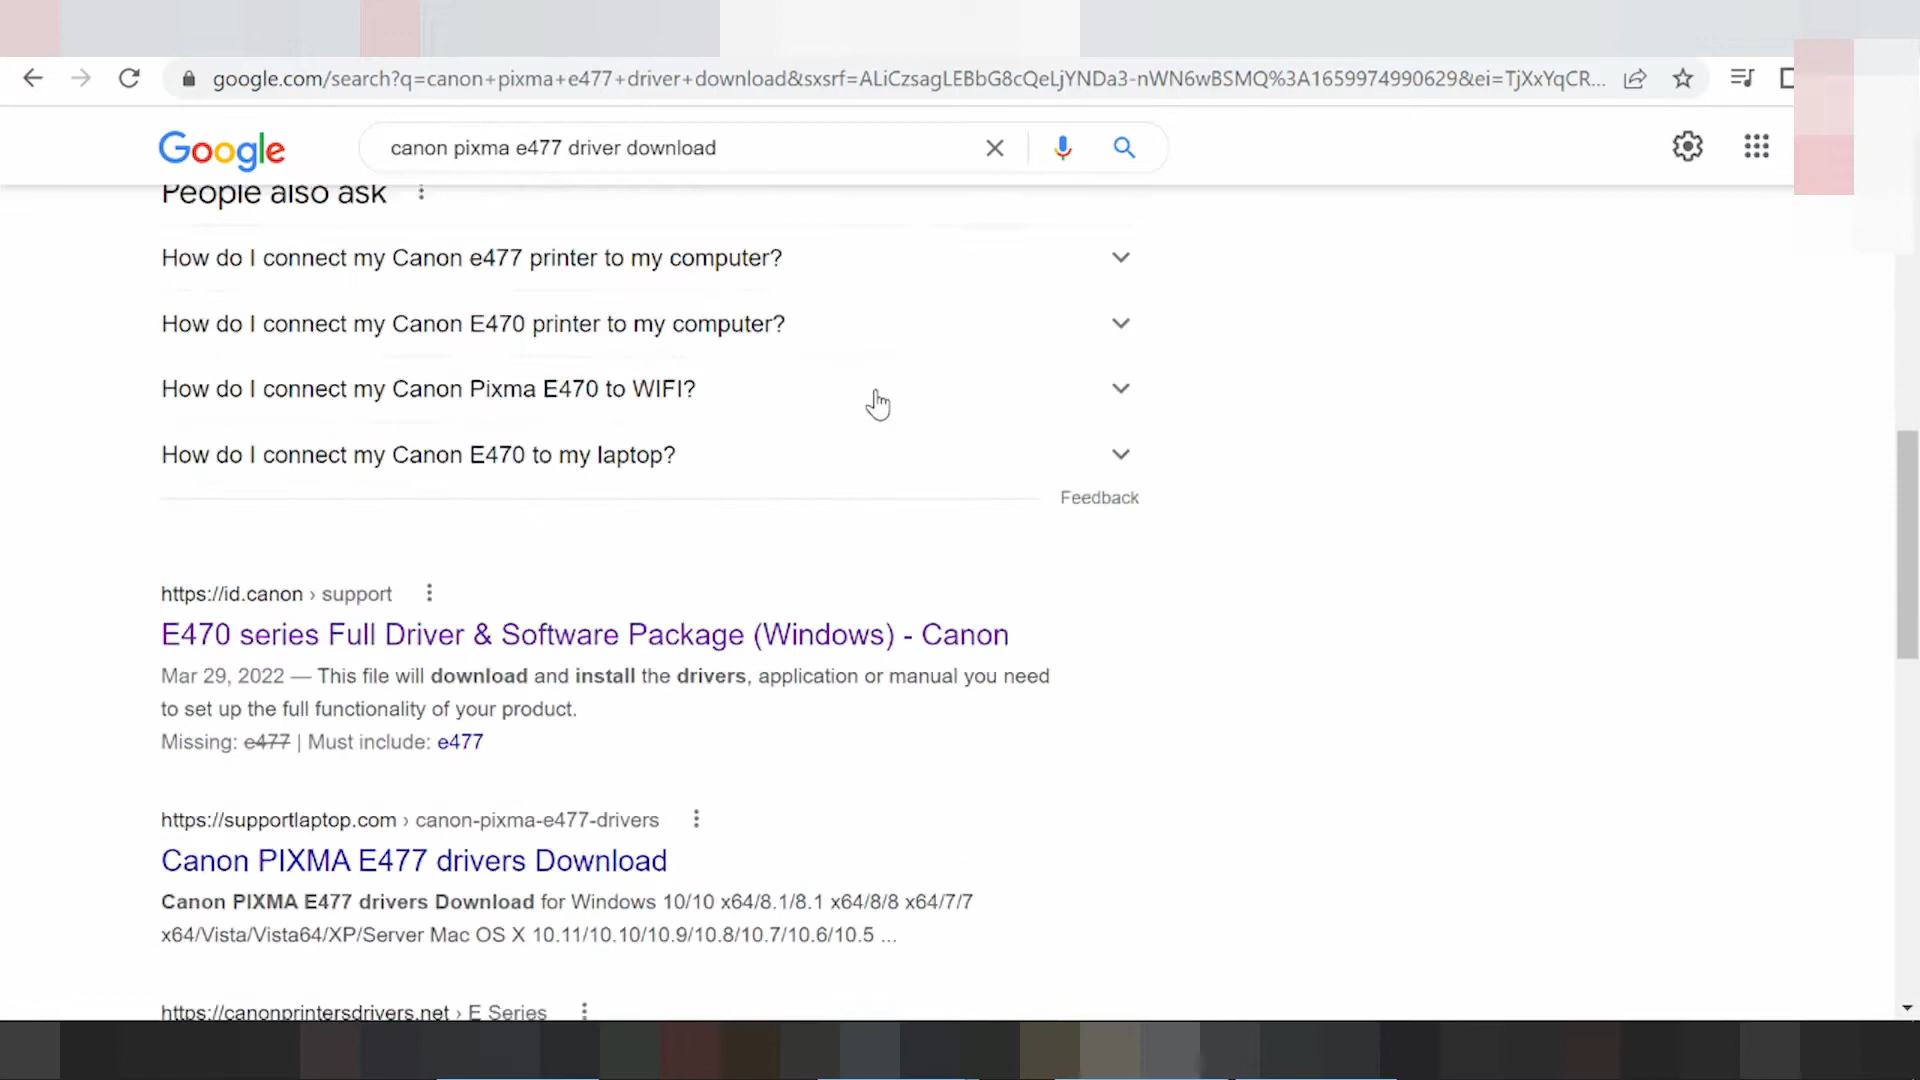 google.com/search?q=canon+pixma+e477+driver+download&sxsrf=ALiCzsagLEBbG8cQeLjYNDa3-nWN6wBSMQ%3A1659974990629&ei=TjXxYqCR...
Google
canon pixma e477 driver download
People also ask
How do I connect my Canon e477 printer to my computer?
How do I connect my Canon E470 printer to my computer?
How do I connect my Canon Pixma E470 to WIFI?
How do I connect my Canon E470 to my laptop?
Feedback
https://id.canon › support
E470 series Full Driver & Software Package (Windows) - Canon
Mar 29, 2022 — This file will download and install the drivers, application or manual you need
to set up the full functionality of your product.
Missing: e477 | Must include: e477
https://supportlaptop.com › canon-pixma-e477-drivers
Canon PIXMA E477 drivers Download
Canon PIXMA E477 drivers Download for Windows 10/10 x64/8.1/8.1 x64/8/8 x64/7/7
x64/Vista/Vista64/XP/Server Mac OS X 10.11/10.10/10.9/10.8/10.7/10.6/10.5 ...
https://canonprintersdrivers.net › E Series